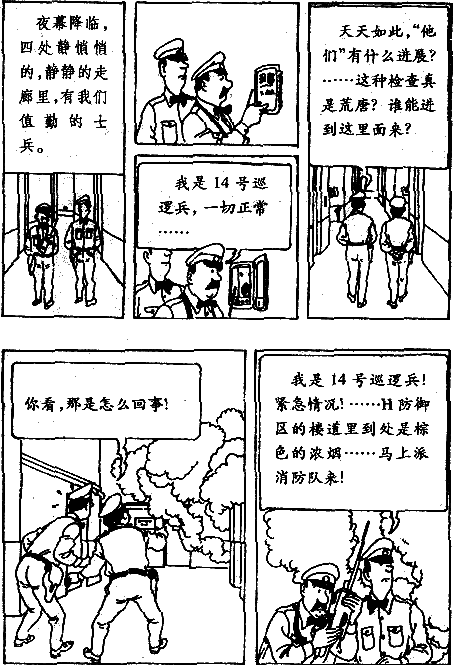 夜幕降临，
四处静悄悄
的，静静的走
廊里，有我们
值勤的士
兵。
我是14号巡
逻兵，一切正常
……
天天如此，“他
们”有什么进展？
……这种检查真
是荒唐？谁能进
到这里面来？
你看，那是怎么回事！
我是14号巡逻兵！
紧急情况！……H防御
区的楼道里到处是棕
色的浓烟……马上派
消防队来！